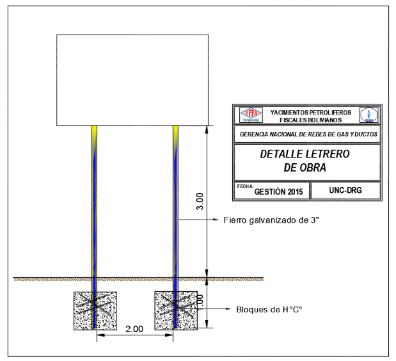 YACIMIENTOS PETROLIFEROS
FISCALES BOLIVIANOS
GERENCIA NACIONAL DE REDES DE GAS Y DUCTOS
DETALLE LETRERO
DE OBRA
FECHA
GESTIÓN 2015
UNC-DRG
3.00
Fierro galvanizado de 3"
1.00
Bloques de H°C°
2.00